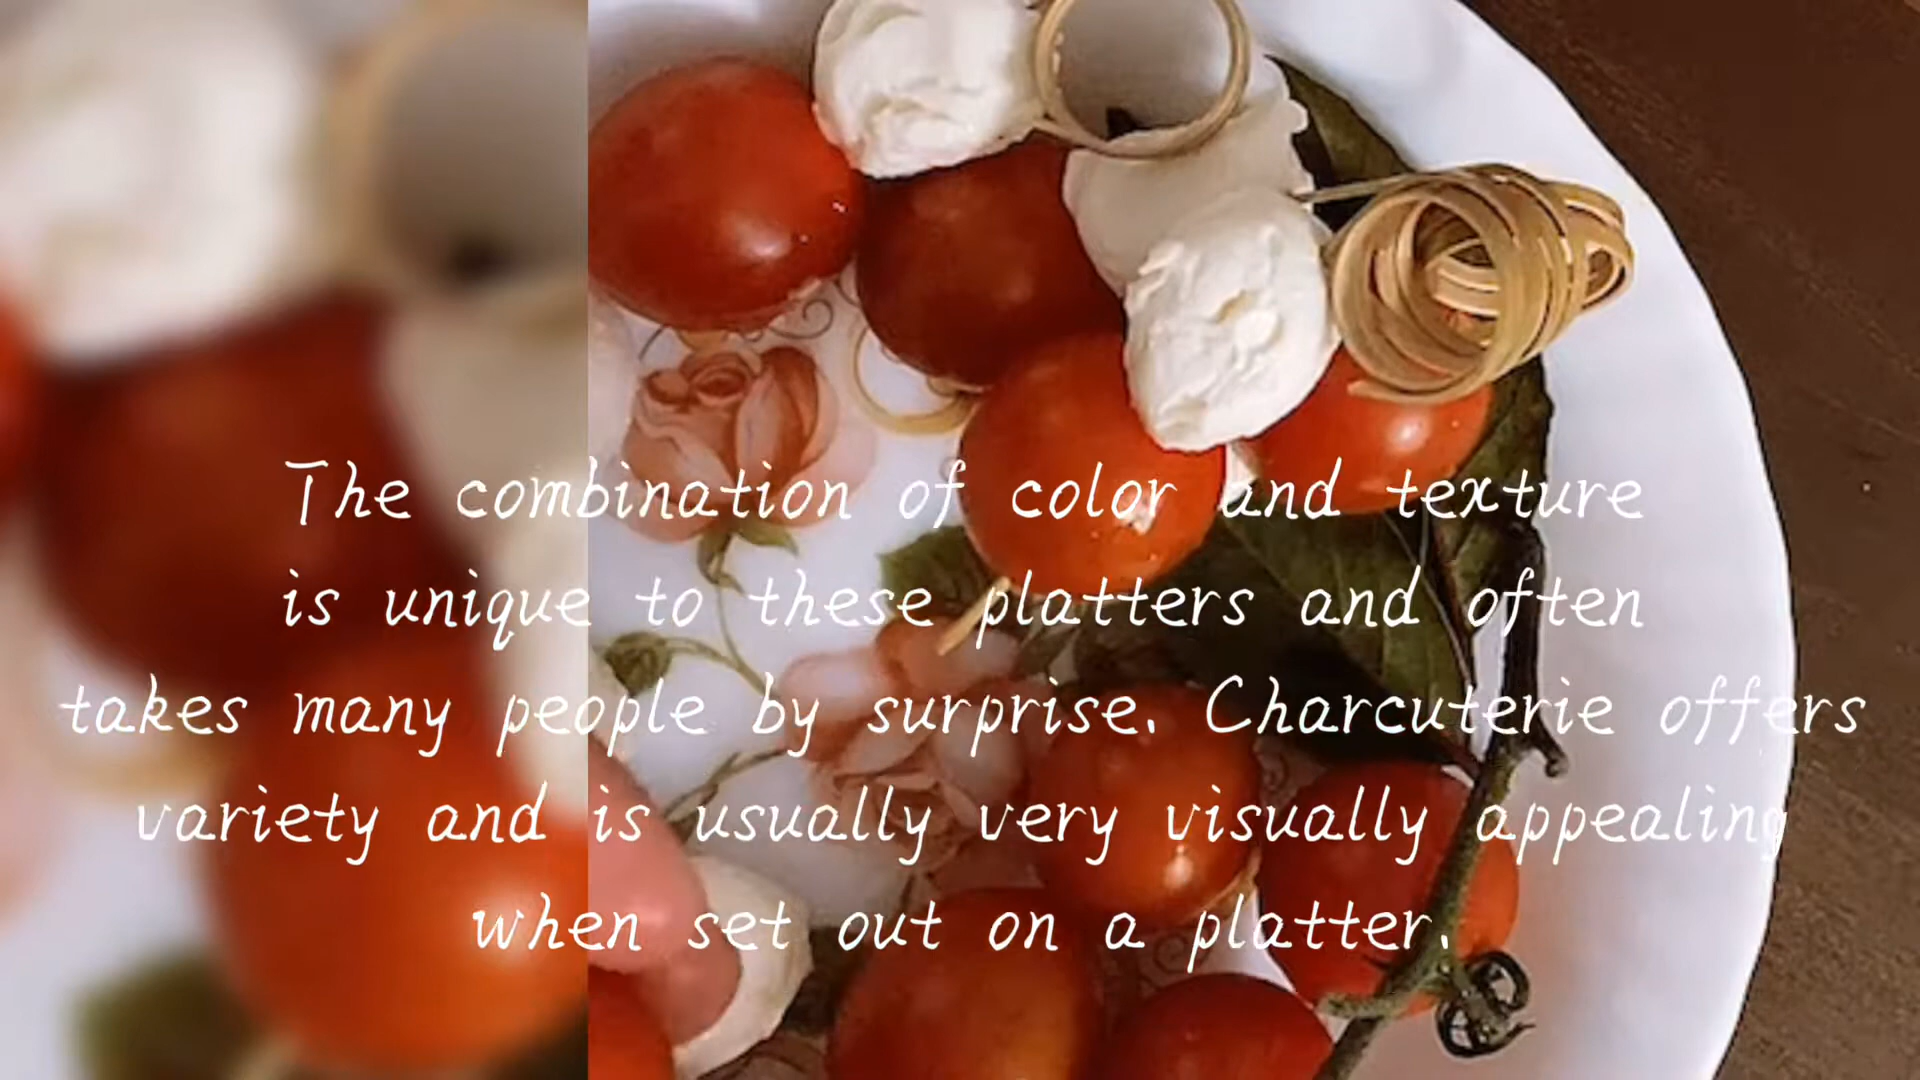 The combination of color and texture
is unique to these platters and often
takes many people by surprise. Charcuterie offers
variety and is usually very visually appealing
when set out on a platter.